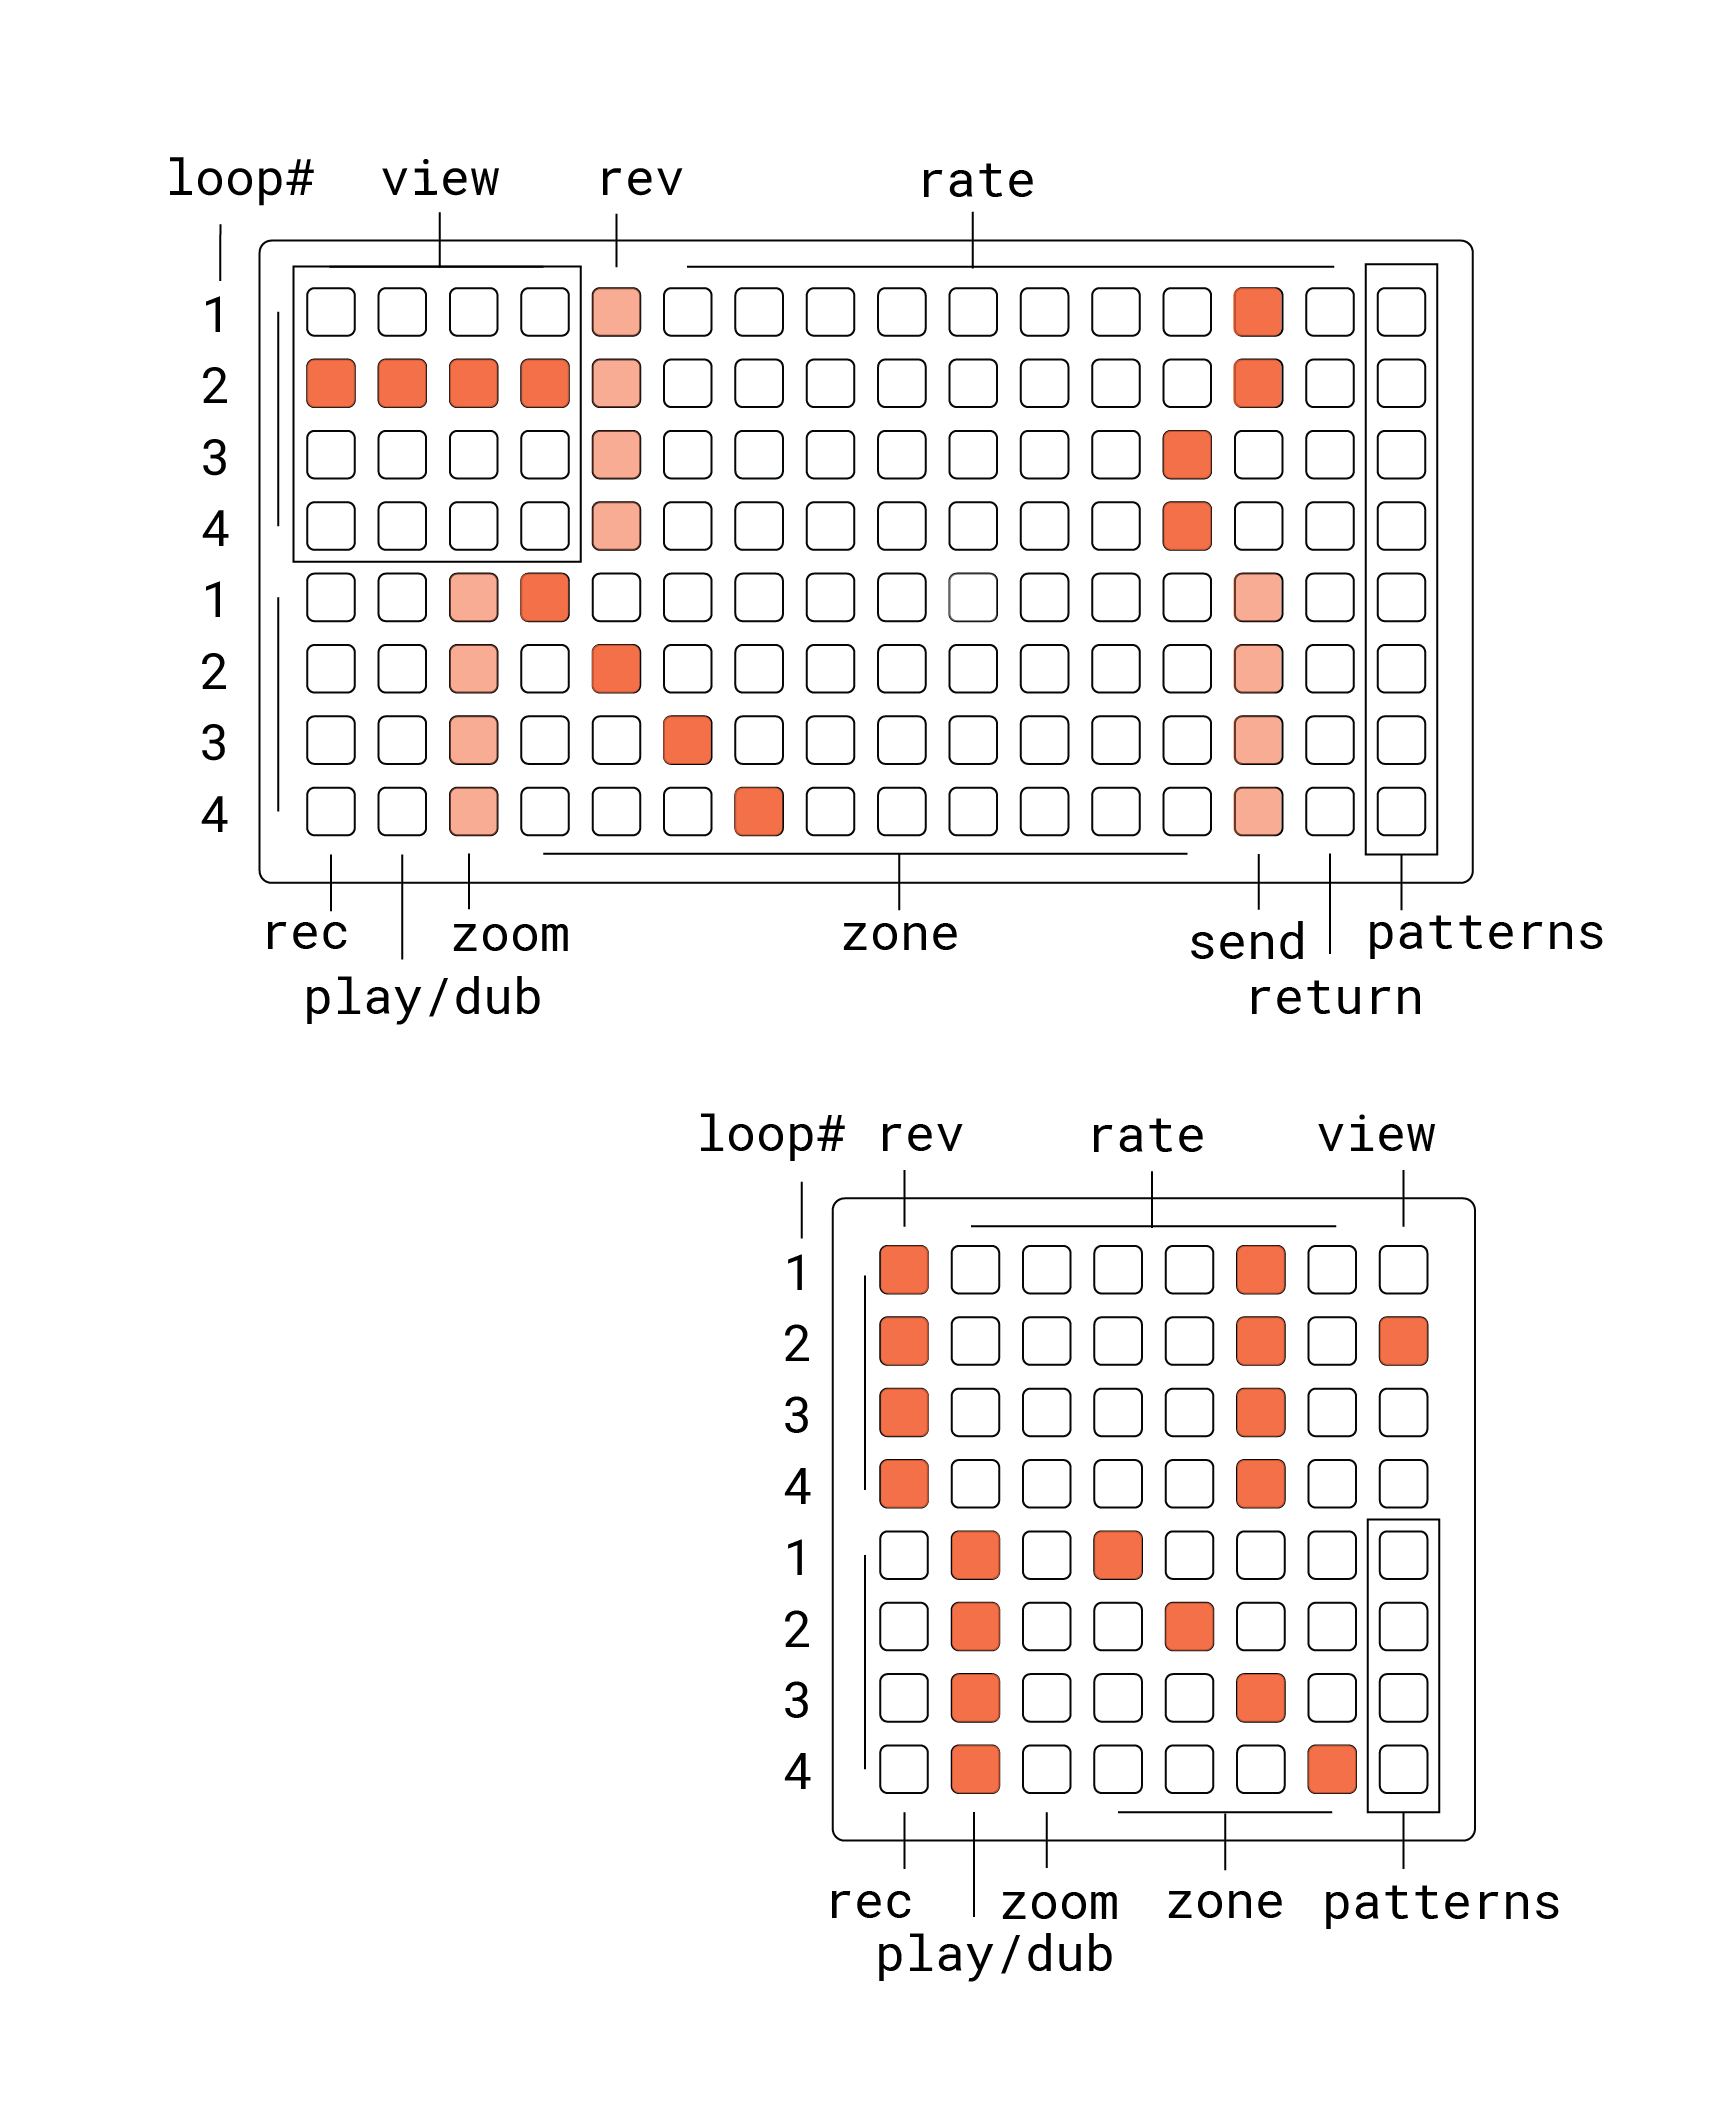 loop# view rev rate
1
2
3
4
1
2
3
4
rec zoom zone send patterns
play/dub return
loop# rev rate view
1
2
3
4
1
2
3
4
rec zoom zone patterns
play/dub